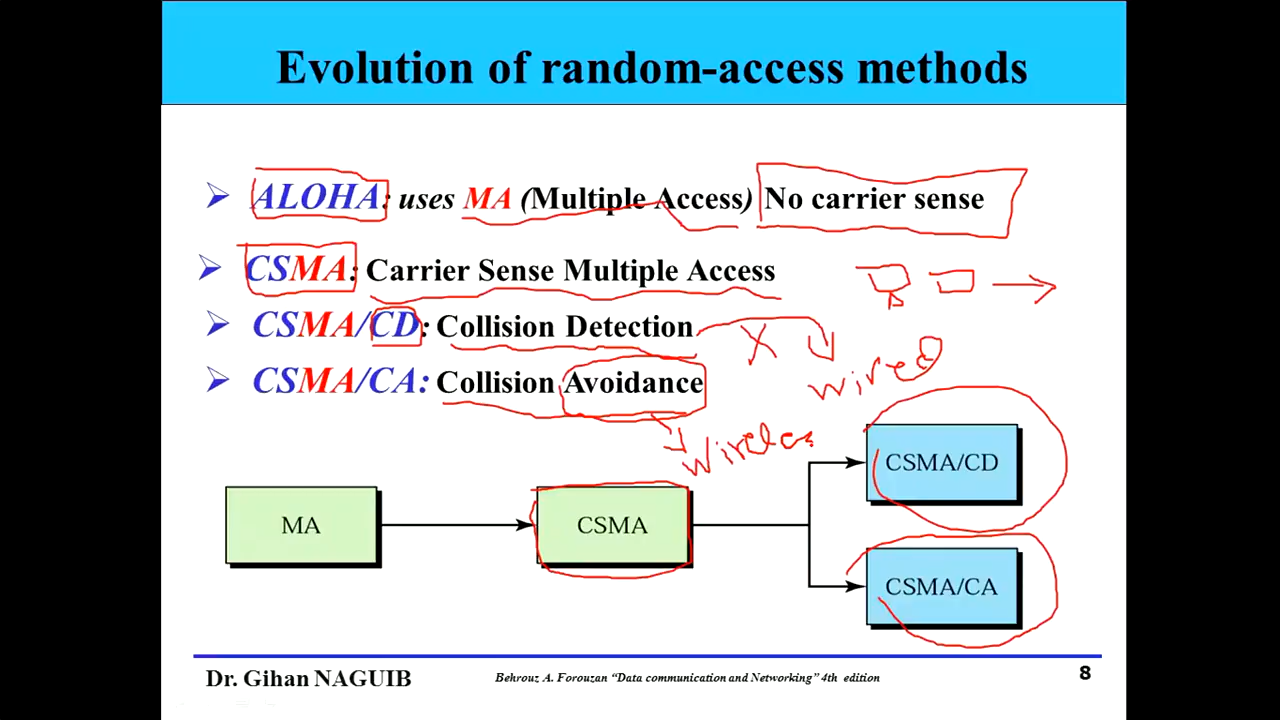 Evolution of random-access methods
ALOHA: uses MA (Multiple Access) No carrier sense
CSMA: Carrier Sense Multiple Access
CSMA/CD: Collision Detection
wired
CSMA/CA: Collision Avoidance
wireless
CSMA/CD
MA
CSMA
CSMA/CA
Dr. Gihan NAGUIB
Behrouz A. Forouzan “Data communication and Networking” 4th edition
8